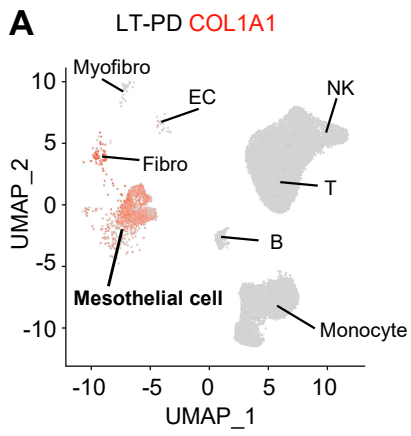 A
LT-PD COL1A1
Myofibro
EC
NK
Fibro
T
B
Mesothelial cell
Monocyte
UMAP_2
10
5
0
-5
-10
-10 -5 0 5 10
UMAP_1